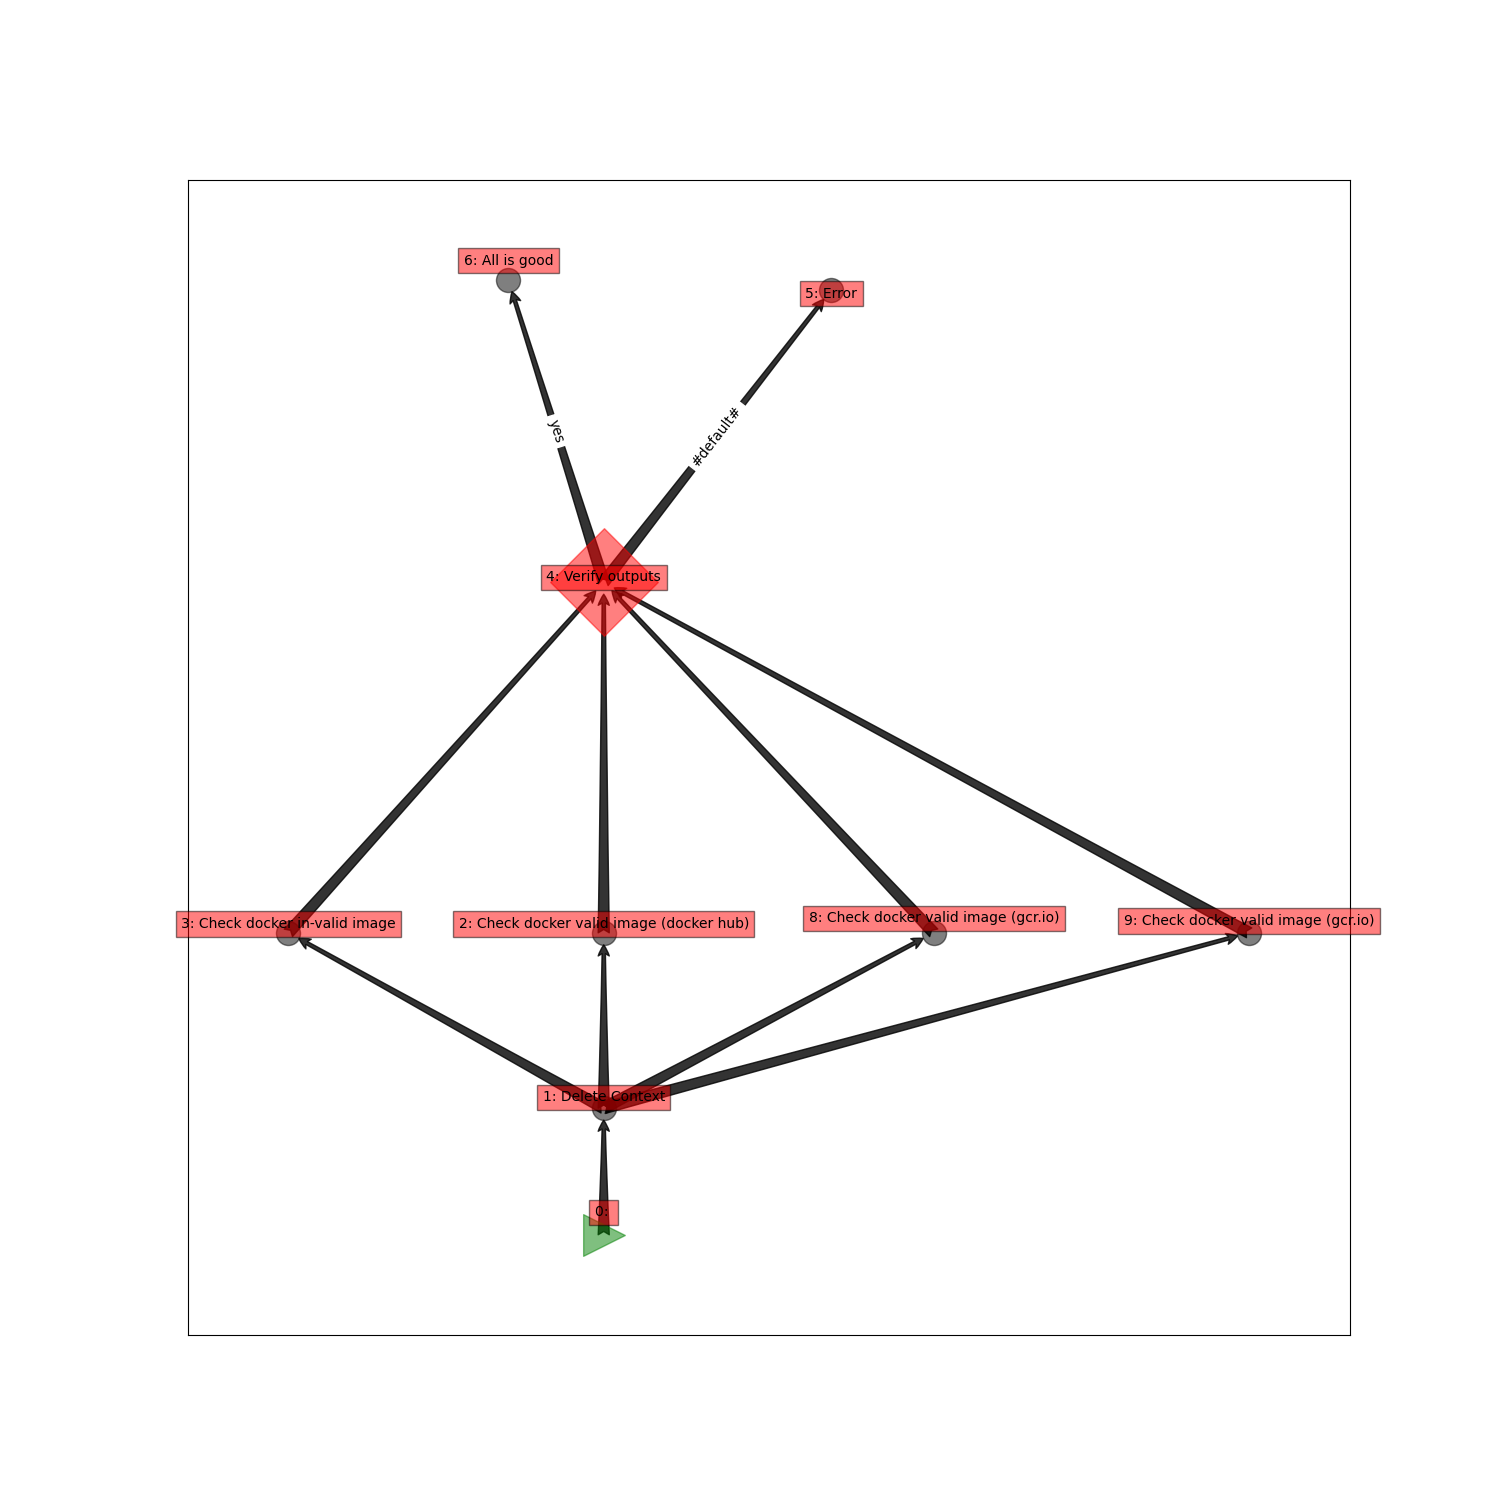 6: All is good
5: Error
yes
#default#
4: Verify outputs
3: Check docker in-valid image
2: Check docker valid image (docker hub)
8: Check docker valid image (gcr.io)
9: Check docker valid image (gcr.io)
1: Delete Context
0: